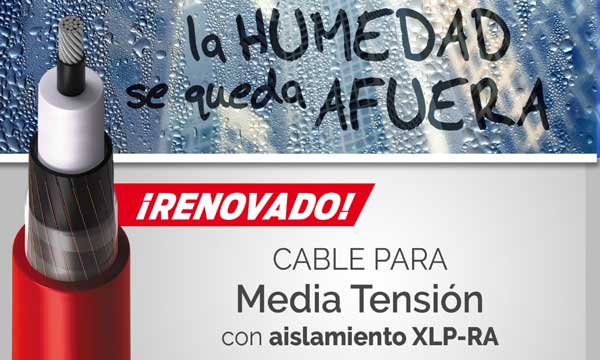 la HUMEDAD
se queda AFUERA
¡RENOVADO!
CABLE PARA
Media Tensión
con aislamiento XLP-RA